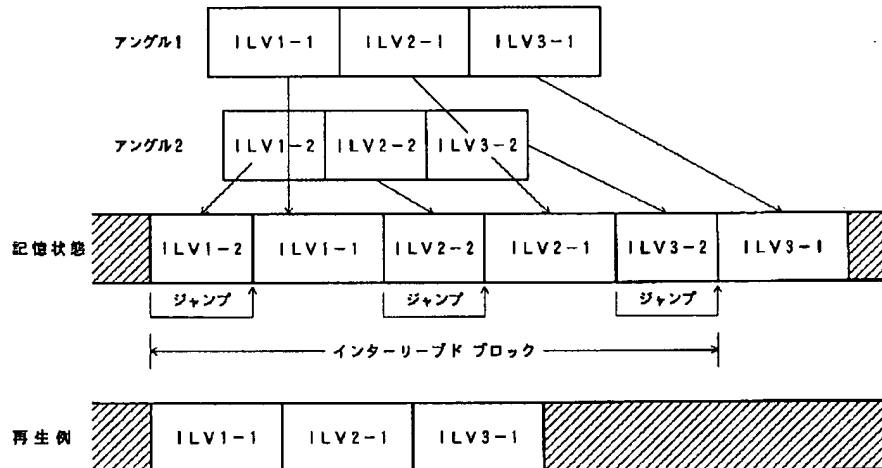 アングル1 ILV1-1 ILV2-1 ILV3-1
アングル2 ILV1-2 ILV2-2 ILV3-2
記憶状態 ILV1-2 ILV1-1 ILV2-2 ILV2-1 ILV3-2 ILV3-1
ジャンプ ジャンプ ジャンプ
インターリーブド ブロック
再生例 ILV1-1 ILV2-1 ILV3-1